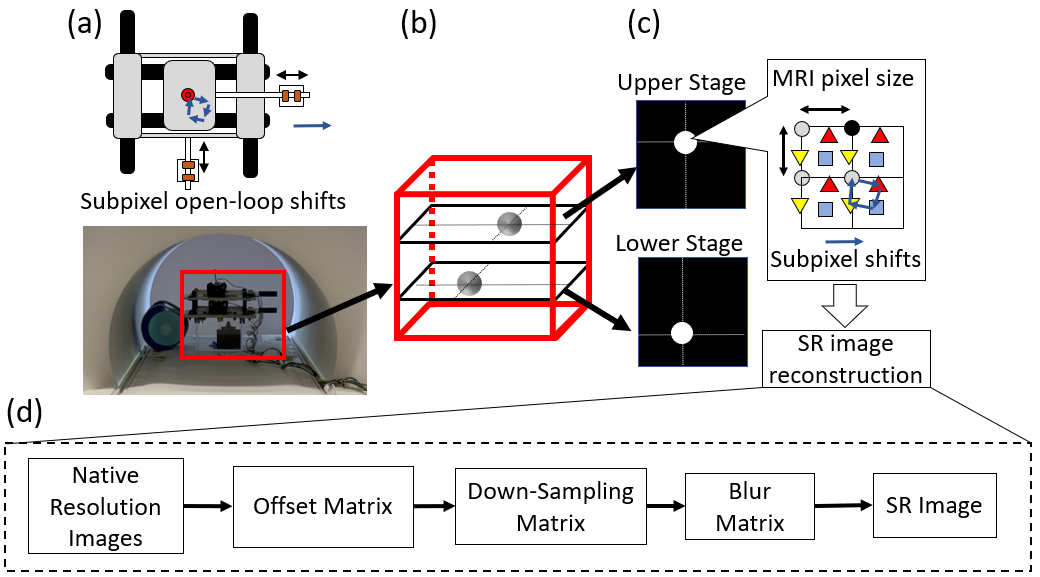 (a)
(b)
(c)
Upper Stage
MRI pixel size
Subpixel open-loop shifts
Lower Stage
Subpixel shifts
SR image
reconstruction
(d)
Native
Resolution
Images
Offset Matrix
Down-Sampling
Matrix
Blur
Matrix
SR Image